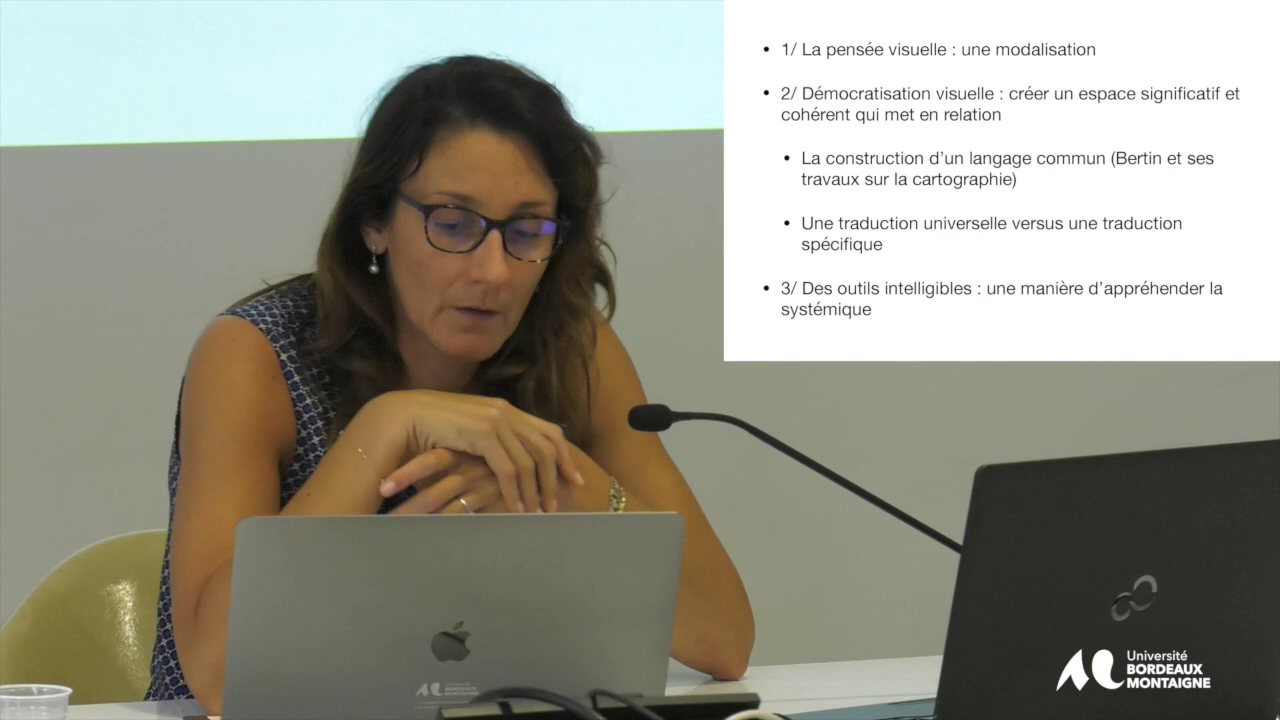 • 1/ La pensée visuelle : une modalisation
• 2/ Démocratisation visuelle : créer un espace significatif et
cohérent qui met en relation
• La construction d’un langage commun (Bertin et ses
travaux sur la cartographie)
• Une traduction universelle versus une traduction
spécifique
• 3/ Des outils intelligibles : une manière d’appréhender la
systémique
Université
BORDEAUX
MONTAIGNE